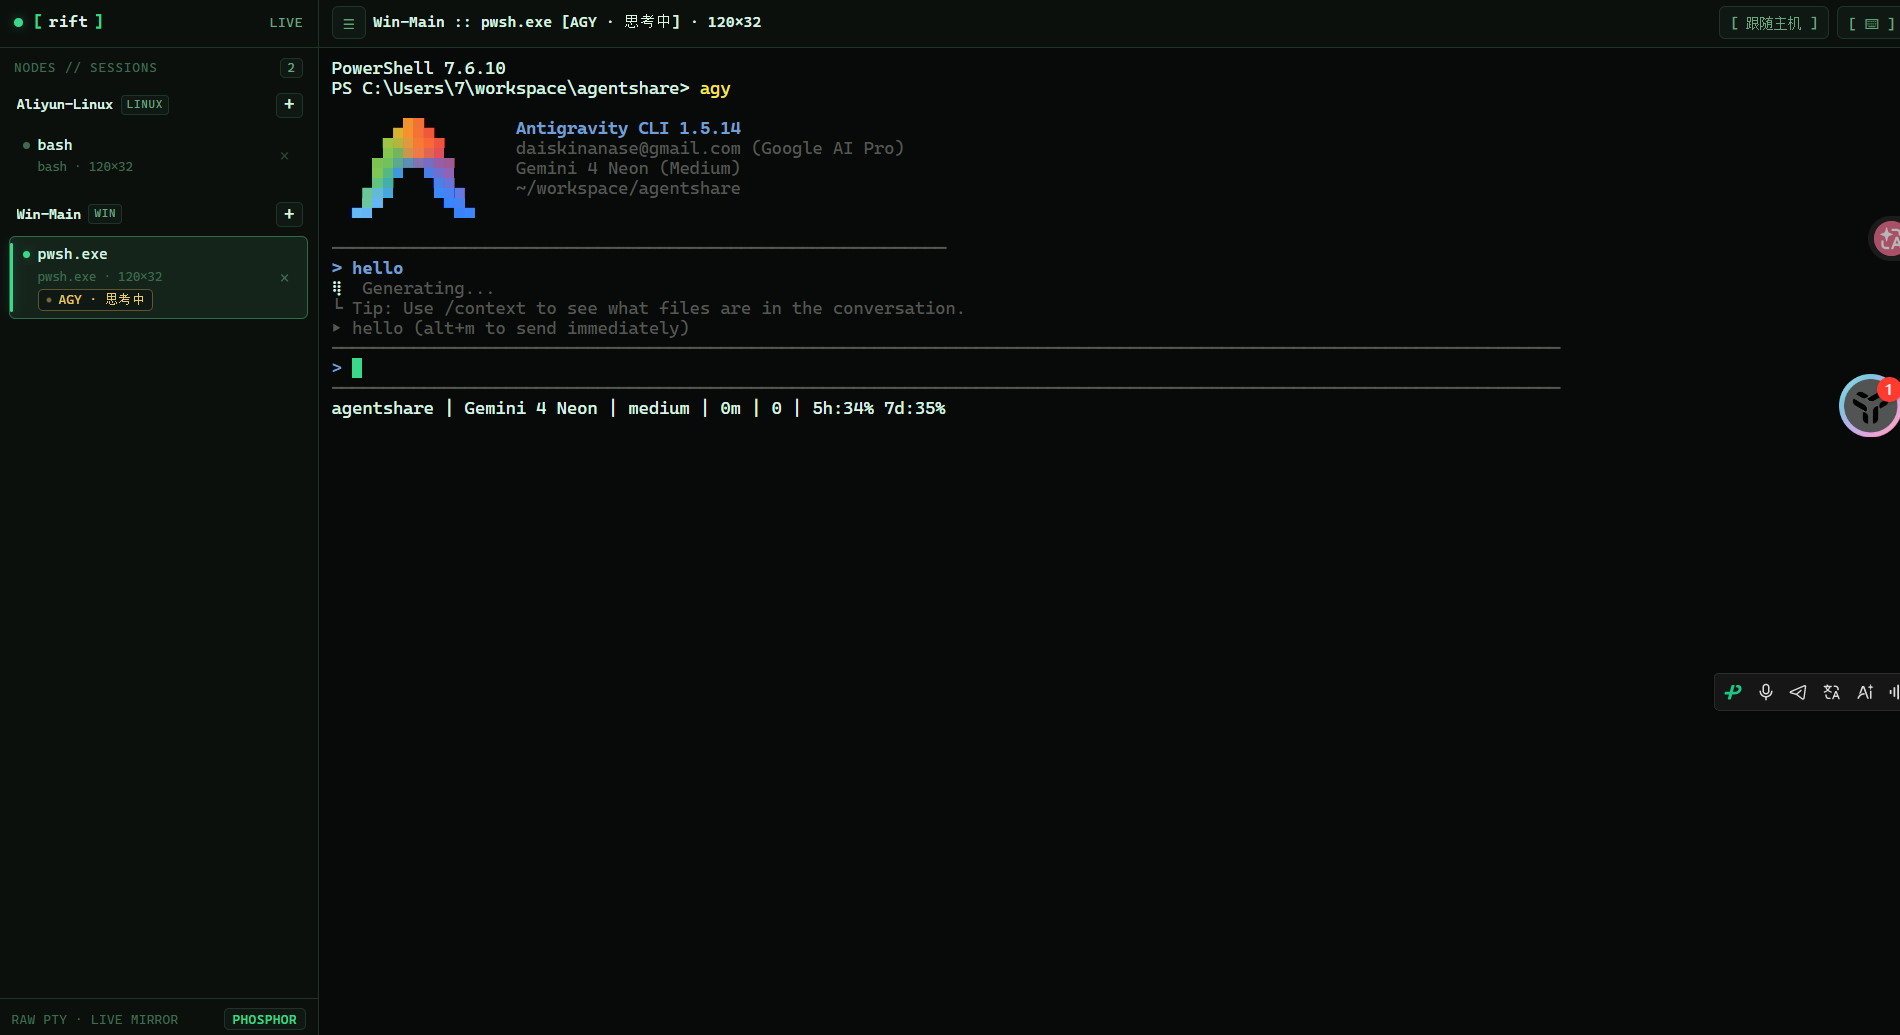 [ rift ]
LIVE
NODES // SESSIONS
2
Aliyun-Linux LINUX
+
bash
bash · 120×32
×
Win-Main WIN
+
pwsh.exe
pwsh.exe · 120×32
×
AGY · 思考中
RAW PTY · LIVE MIRROR
PHOSPHOR
☰
Win-Main :: pwsh.exe [AGY · 思考中] · 120×32
[ 跟随主机 ]
[ ⌨ ]
PowerShell 7.6.10
PS C:\Users\7\workspace\agentshare> agy
Antigravity CLI 1.5.14
daiskinanase@gmail.com (Google AI Pro)
Gemini 4 Neon (Medium)
~/workspace/agentshare
> hello
⣿ Generating...
└ Tip: Use /context to see what files are in the conversation.
▸ hello (alt+m to send immediately)
>
agentshare | Gemini 4 Neon | medium | 0m | 0 | 5h:34% 7d:35%
1